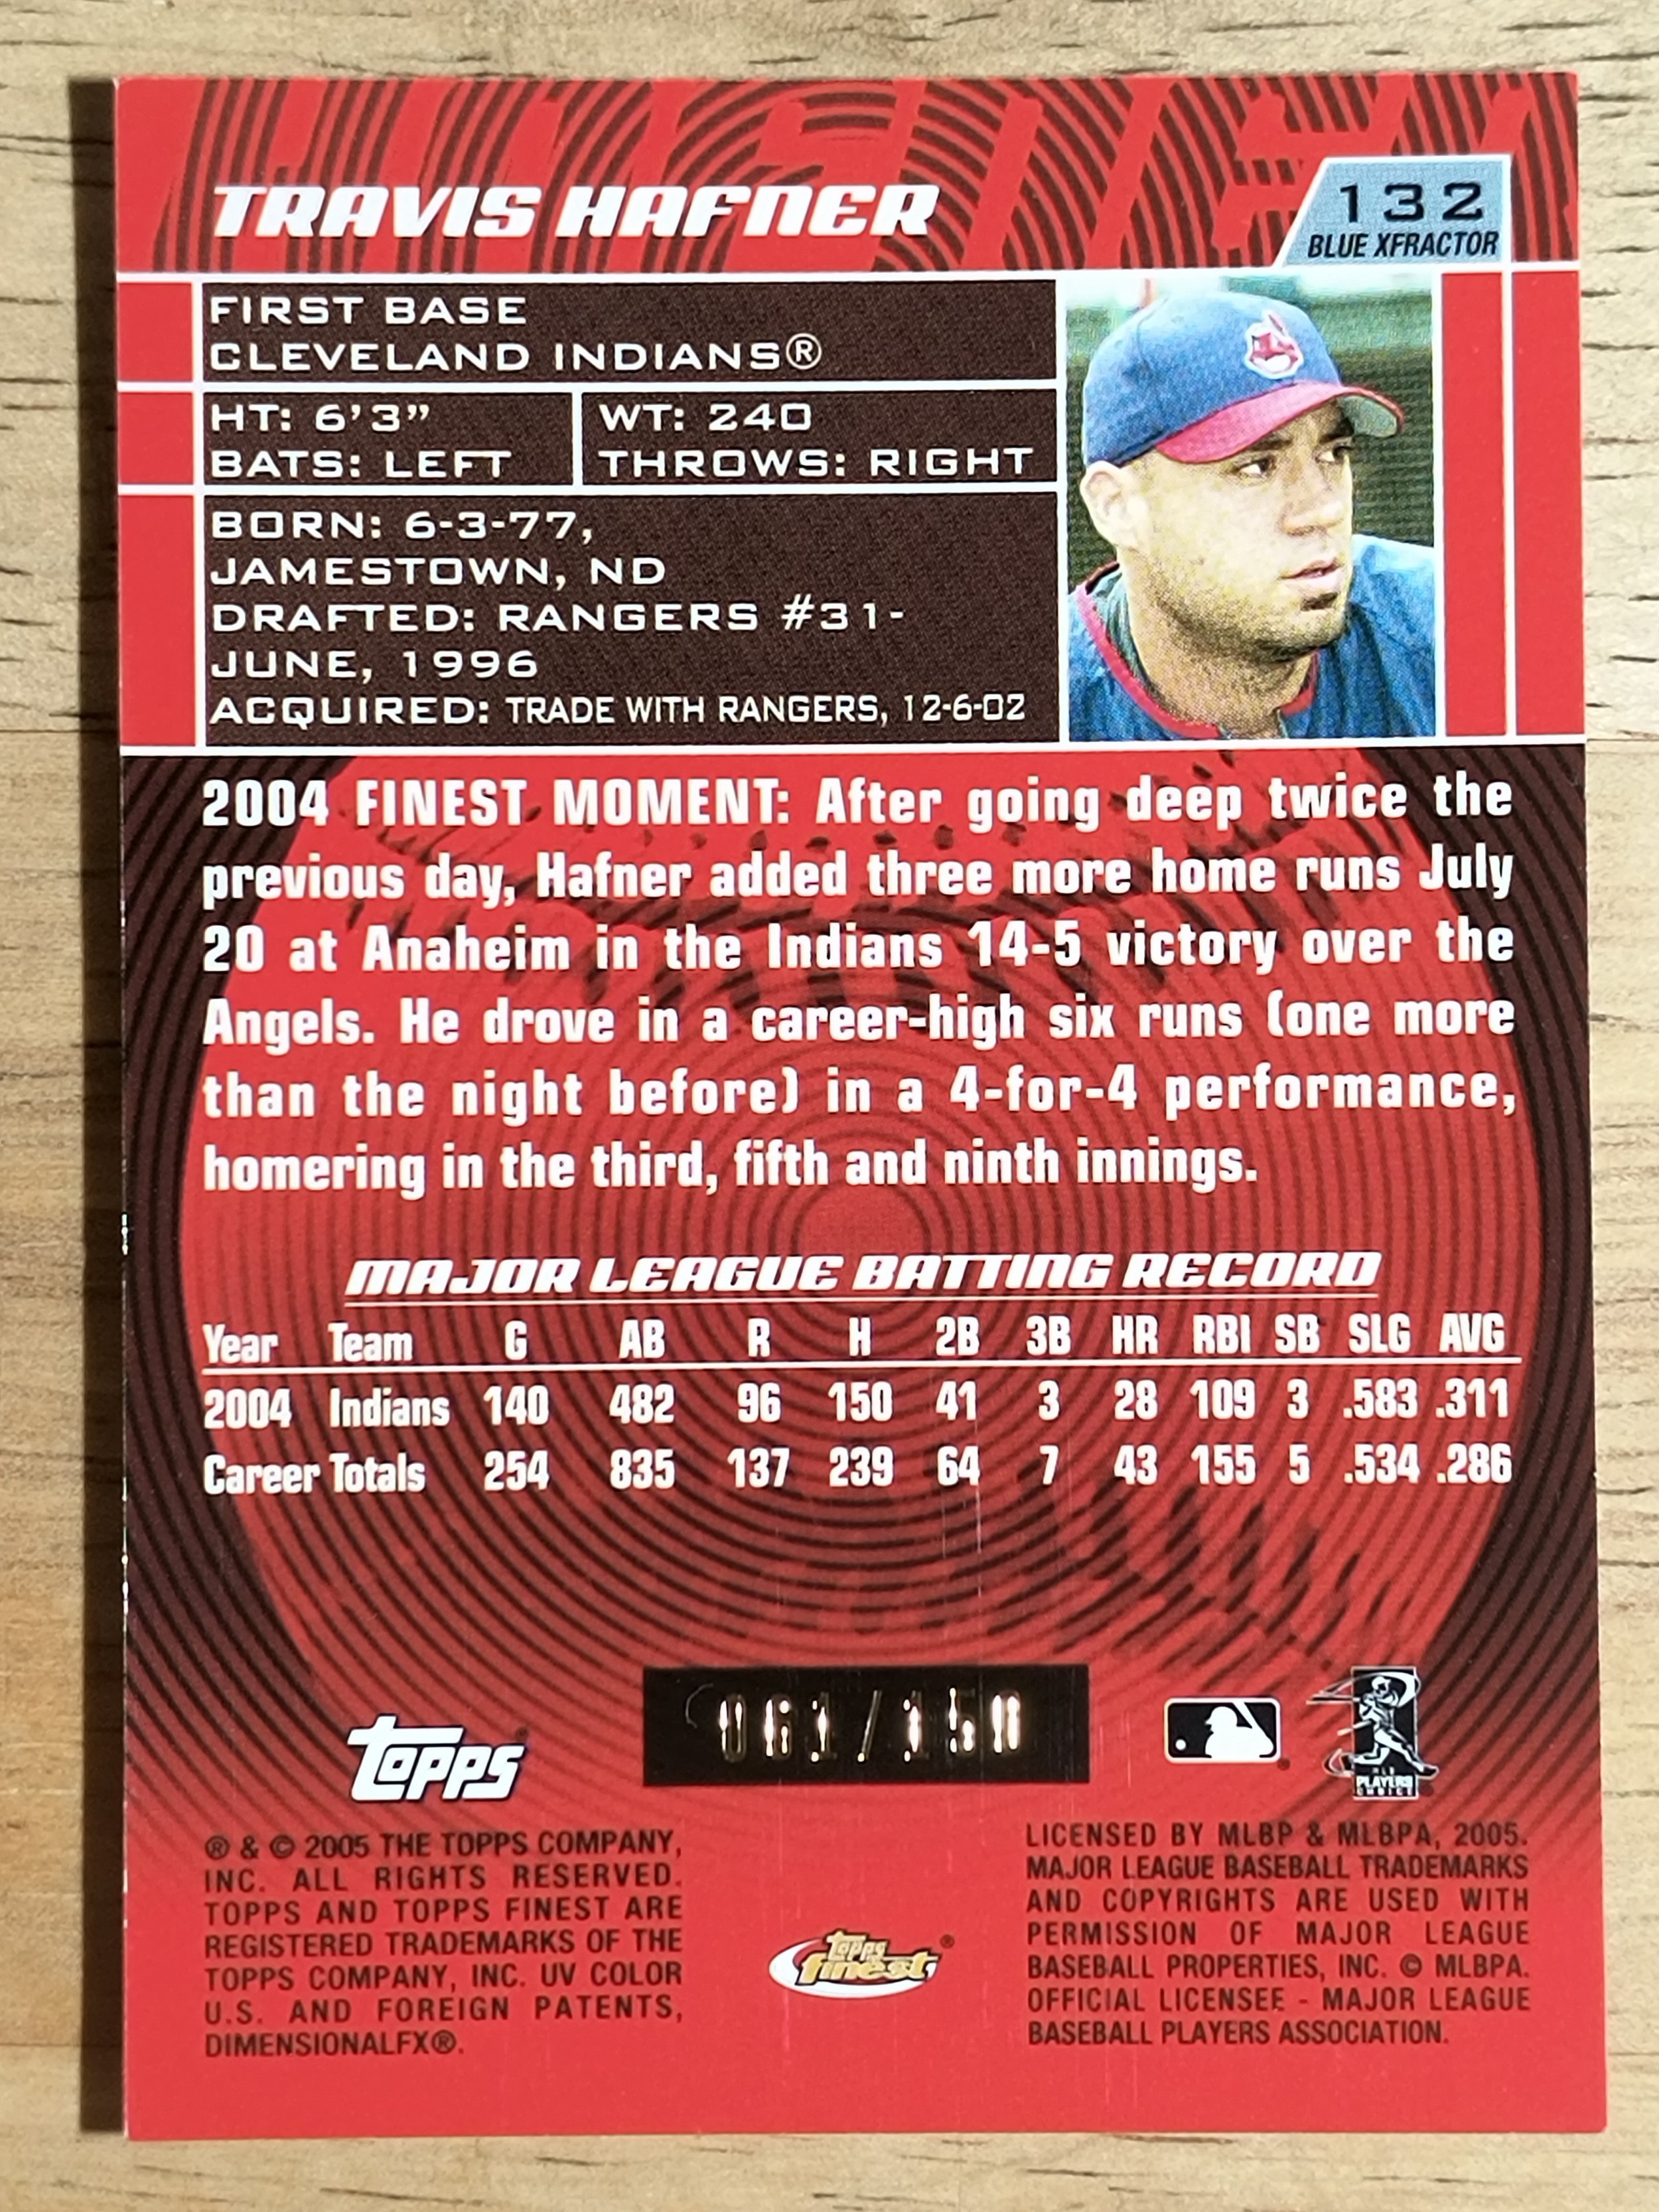 TRAVIS HAFNER
132
BLUE XFRACTOR
FIRST BASE
CLEVELAND INDIANS®
HT: 6'3”
WT: 240
BATS: LEFT
THROWS: RIGHT
BORN: 6-3-77,
JAMESTOWN, ND
DRAFTED: RANGERS #31-
JUNE, 1996
ACQUIRED: TRADE WITH RANGERS, 12-6-02
2004 FINEST MOMENT: After going deep twice the
previous day, Hafner added three more home runs July
20 at Anaheim in the Indians 14-5 victory over the
Angels. He drove in a career-high six runs (one more
than the night before) in a 4-for-4 performance,
homering in the third, fifth and ninth innings.
MAJOR LEAGUE BATTING RECORD
Year Team G AB R H 2B 3B HR RBI SB SLG AVG
2004 Indians 140 482 96 150 41 3 28 109 3 .583 .311
Career Totals 254 835 137 239 64 7 43 155 5 .534 .286
Topps
061/150
PLAYERS
CHOICE
® & © 2005 THE TOPPS COMPANY,
INC. ALL RIGHTS RESERVED.
TOPPS AND TOPPS FINEST ARE
REGISTERED TRADEMARKS OF THE
TOPPS COMPANY, INC. UV COLOR
U.S. AND FOREIGN PATENTS,
DIMENSIONALFX®.
Topps
finest®
LICENSED BY MLBP & MLBPA, 2005.
MAJOR LEAGUE BASEBALL TRADEMARKS
AND COPYRIGHTS ARE USED WITH
PERMISSION OF MAJOR LEAGUE
BASEBALL PROPERTIES, INC. © MLBPA.
OFFICIAL LICENSEE - MAJOR LEAGUE
BASEBALL PLAYERS ASSOCIATION.